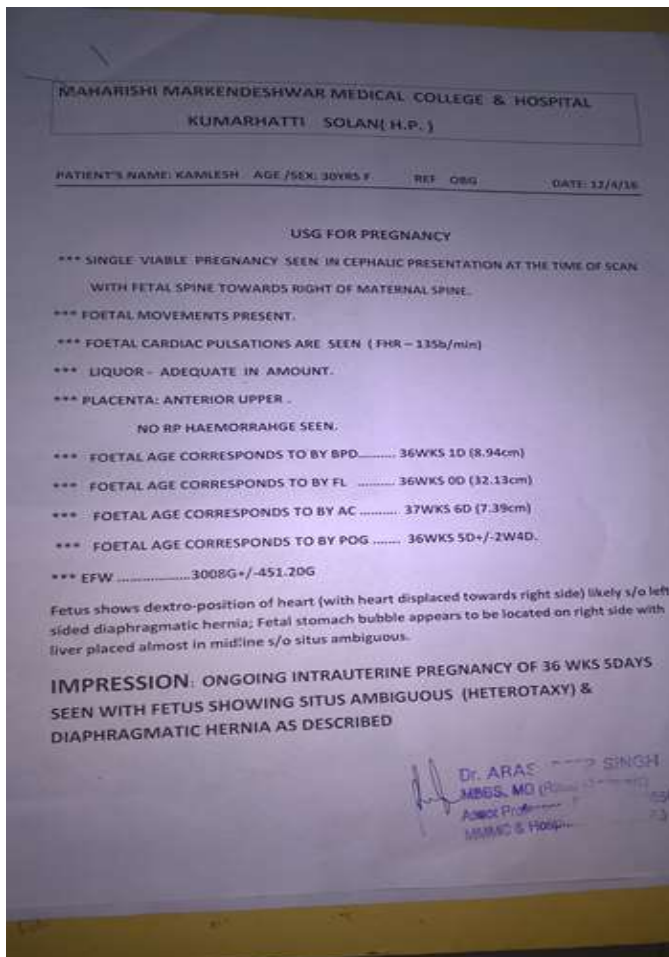 MAHARISHI MARKENDESHWAR MEDICAL COLLEGE & HOSPITAL
KUMARHATTI SOLAN( H.P. )
PATIENT'S NAME: KAMLESH AGE /SEX: 30YRS F REF OBG DATE: 12/4/16
USG FOR PREGNANCY
*** SINGLE VIABLE PREGNANCY SEEN IN CEPHALIC PRESENTATION AT THE TIME OF SCAN
WITH FETAL SPINE TOWARDS RIGHT OF MATERNAL SPINE.
*** FOETAL MOVEMENTS PRESENT.
*** FOETAL CARDIAC PULSATIONS ARE SEEN ( FHR – 135b/min)
*** LIQUOR - ADEQUATE IN AMOUNT.
*** PLACENTA: ANTERIOR UPPER .
NO RP HAEMORRAHGE SEEN.
*** FOETAL AGE CORRESPONDS TO BY BPD.......... 36WKS 1D (8.94cm)
*** FOETAL AGE CORRESPONDS TO BY FL .......... 36WKS 0D (32.13cm)
*** FOETAL AGE CORRESPONDS TO BY AC .......... 37WKS 6D (7.39cm)
*** FOETAL AGE CORRESPONDS TO BY POG ....... 36WKS 5D+/-2W4D.
*** EFW ....................3008G+/-451.20G
Fetus shows dextro-position of heart (with heart displaced towards right side) likely s/o left
sided diaphragmatic hernia; Fetal stomach bubble appears to be located on right side with
liver placed almost in midline s/o situs ambiguous.
IMPRESSION: ONGOING INTRAUTERINE PREGNANCY OF 36 WKS 5DAYS
SEEN WITH FETUS SHOWING SITUS AMBIGUOUS (HETEROTAXY) &
DIAPHRAGMATIC HERNIA AS DESCRIBED
Dr. SINGH
MBBS, MD
MMMC &